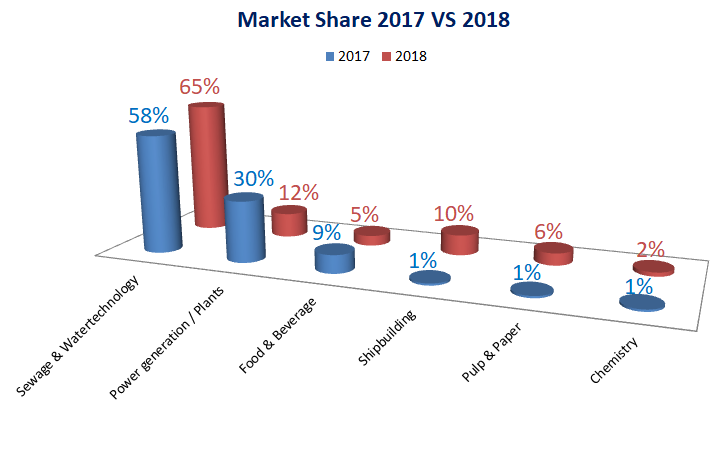 Market Share 2017 VS 2018
2017 2018
65%
58%
30%
12%
5%
10%
9%
6%
2%
1%
1%
1%
Sewage & Watertechnology
Power generation / Plants
Food & Beverage
Shipbuilding
Pulp & Paper
Chemistry